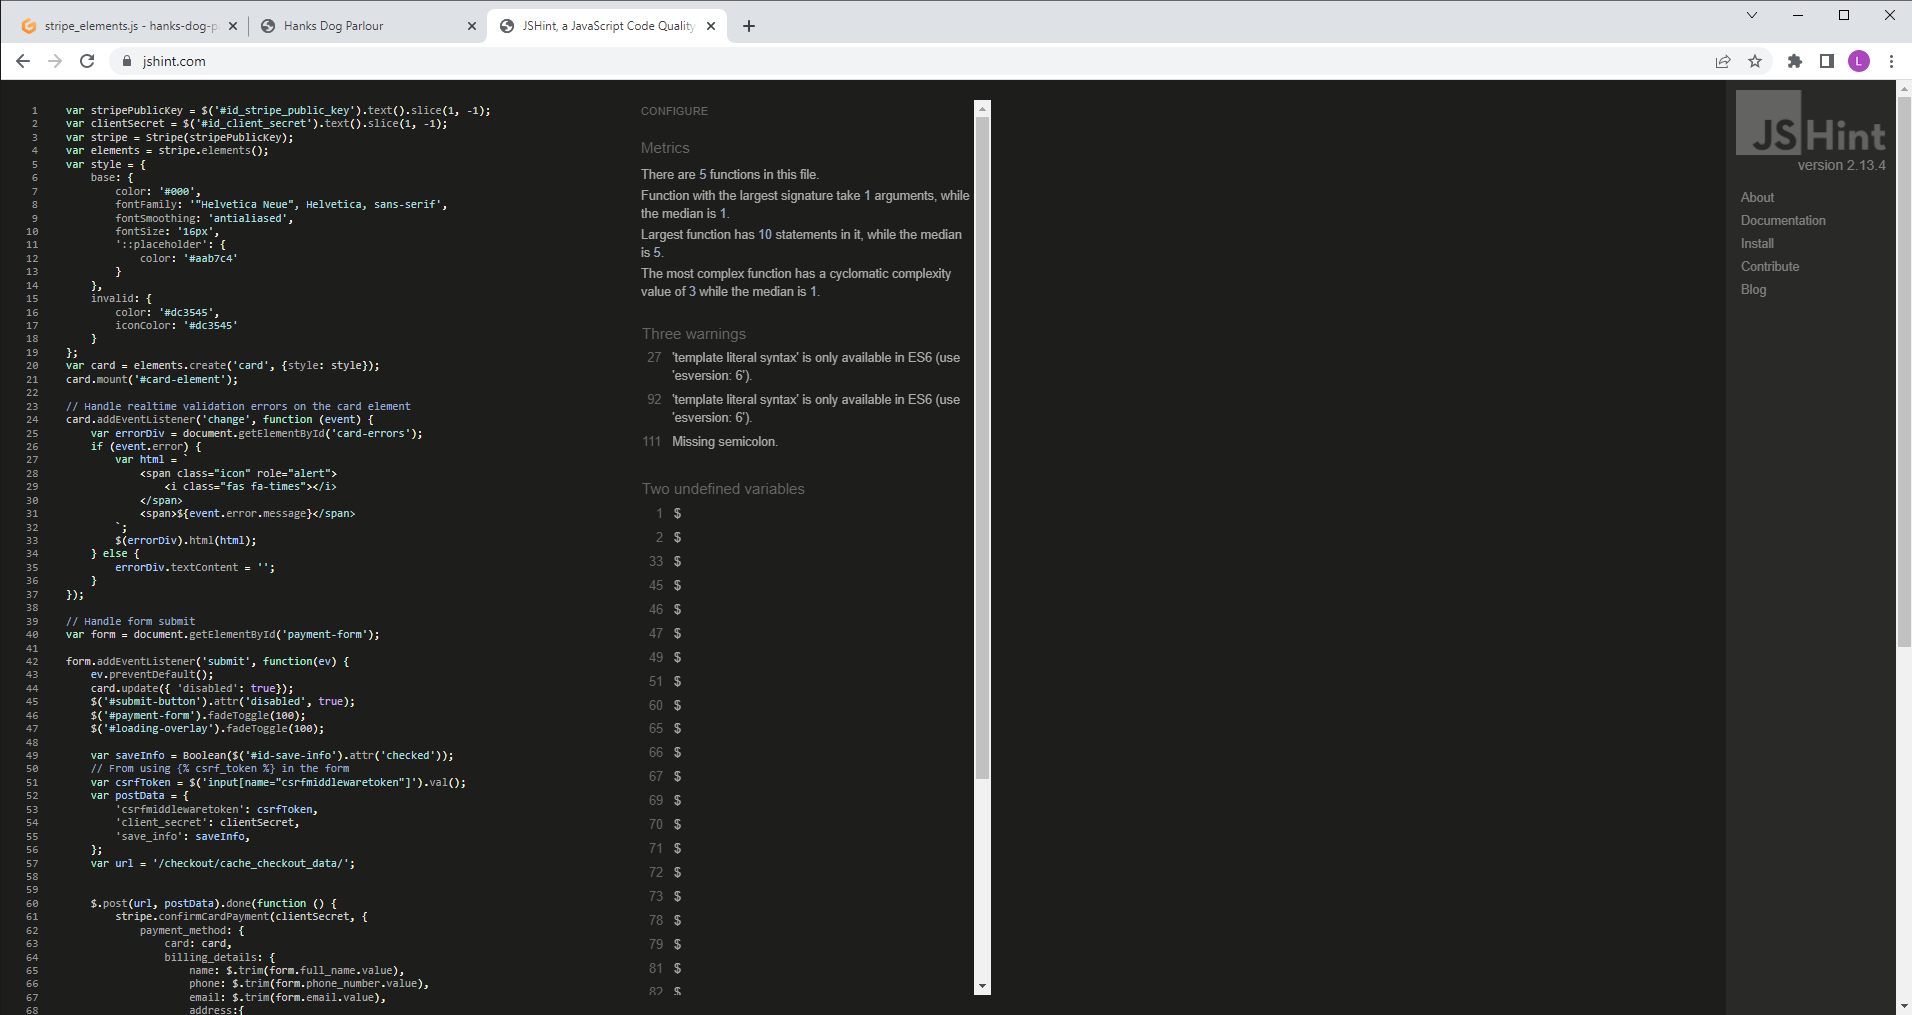 stripe_elements.js - hanks-dog-p
Hanks Dog Parlour
JSHint, a JavaScript Code Quality
jshint.com
L
1 var stripePublicKey = $('#id_stripe_public_key').text().slice(1, -1);
2 var clientSecret = $('#id_client_secret').text().slice(1, -1);
3 var stripe = Stripe(stripePublicKey);
4 var elements = stripe.elements();
5 var style = {
6 base: {
7 color: '#000',
8 fontFamily: '"Helvetica Neue", Helvetica, sans-serif',
9 fontSmoothing: 'antialiased',
10 fontSize: '16px',
11 '::placeholder': {
12 color: '#aab7c4'
13 }
14 },
15 invalid: {
16 color: '#dc3545',
17 iconColor: '#dc3545'
18 }
19 };
20 var card = elements.create('card', {style: style});
21 card.mount('#card-element');
22
23 // Handle realtime validation errors on the card element
24 card.addEventListener('change', function (event) {
25 var errorDiv = document.getElementById('card-errors');
26 if (event.error) {
27 var html = `
28 <span class="icon" role="alert">
29 <i class="fas fa-times"></i>
30 </span>
31 <span>${event.error.message}</span>
32 `;
33 $(errorDiv).html(html);
34 } else {
35 errorDiv.textContent = '';
36 }
37 });
38
39 // Handle form submit
40 var form = document.getElementById('payment-form');
41
42 form.addEventListener('submit', function(ev) {
43 ev.preventDefault();
44 card.update({ 'disabled': true});
45 $('#submit-button').attr('disabled', true);
46 $('#payment-form').fadeToggle(100);
47 $('#loading-overlay').fadeToggle(100);
48
49 var saveInfo = Boolean($('#id-save-info').attr('checked'));
50 // From using {% csrf_token %} in the form
51 var csrfToken = $('input[name="csrfmiddlewaretoken"]').val();
52 var postData = {
53 'csrfmiddlewaretoken': csrfToken,
54 'client_secret': clientSecret,
55 'save_info': saveInfo,
56 };
57 var url = '/checkout/cache_checkout_data/';
58
59
60 $.post(url, postData).done(function () {
61 stripe.confirmCardPayment(clientSecret, {
62 payment_method: {
63 card: card,
64 billing_details: {
65 name: $.trim(form.full_name.value),
66 phone: $.trim(form.phone_number.value),
67 email: $.trim(form.email.value),
68 address:{
CONFIGURE
Metrics
There are 5 functions in this file.
Function with the largest signature take 1 arguments, while
the median is 1.
Largest function has 10 statements in it, while the median
is 5.
The most complex function has a cyclomatic complexity
value of 3 while the median is 1.
Three warnings
27 'template literal syntax' is only available in ES6 (use
'esversion: 6').
92 'template literal syntax' is only available in ES6 (use
'esversion: 6').
111 Missing semicolon.
Two undefined variables
1 $
2 $
33 $
45 $
46 $
47 $
49 $
51 $
60 $
65 $
66 $
67 $
69 $
70 $
71 $
72 $
73 $
78 $
79 $
81 $
82 $
JSHint
version 2.13.4
About
Documentation
Install
Contribute
Blog